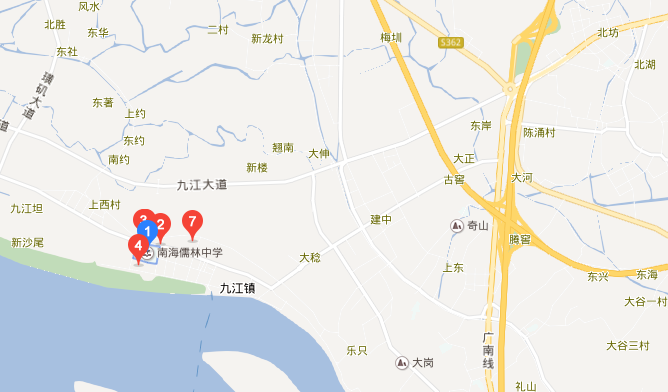 风水
北胜
东华
二村
新龙村
梅圳
S362
北坊
东社
北湖
璜矶大道
东著
上约
道
东约
翘南
大伸
东岸
陈涌村
南约
新楼
大正
九江大道
古窖
大河
九江坦
上西村
3
2
7
1
建中
奇山
新沙尾
4
南海儒林中学
腾窖
大稔
上东
东兴
东海
九江镇
大谷一村
广南线
乐只
大谷三村
大岗
礼山